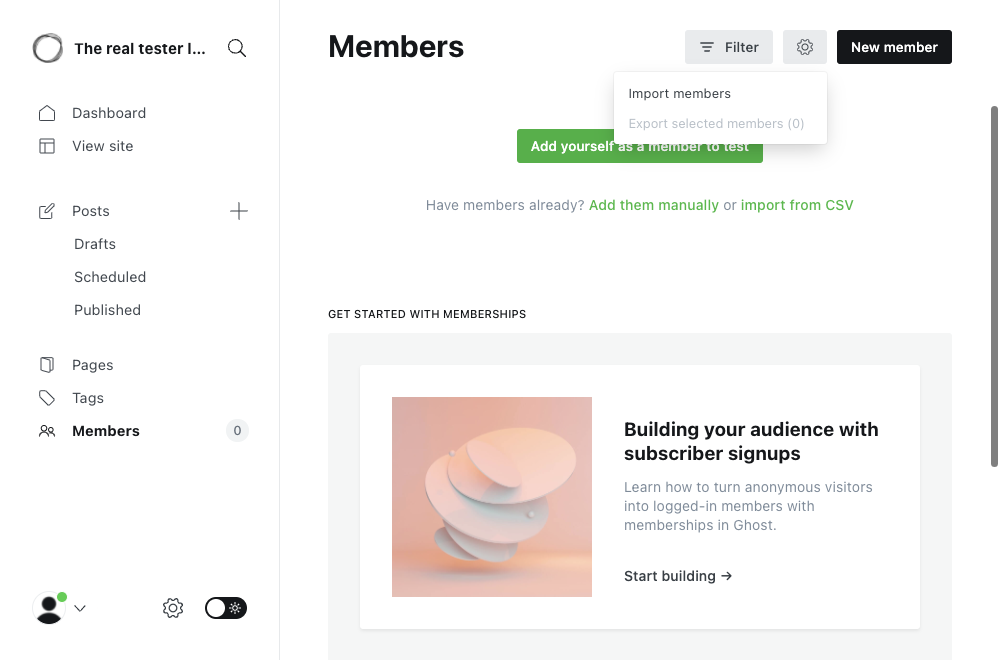 The real tester l...
Dashboard
View site
Posts
Drafts
Scheduled
Published
Pages
Tags
Members
0
Members
Filter
New member
Import members
Export selected members (0)
Add yourself as a member to test
Have members already? Add them manually or import from CSV
GET STARTED WITH MEMBERSHIPS
Building your audience with
subscriber signups
Learn how to turn anonymous visitors
into logged-in members with
memberships in Ghost.
Start building →